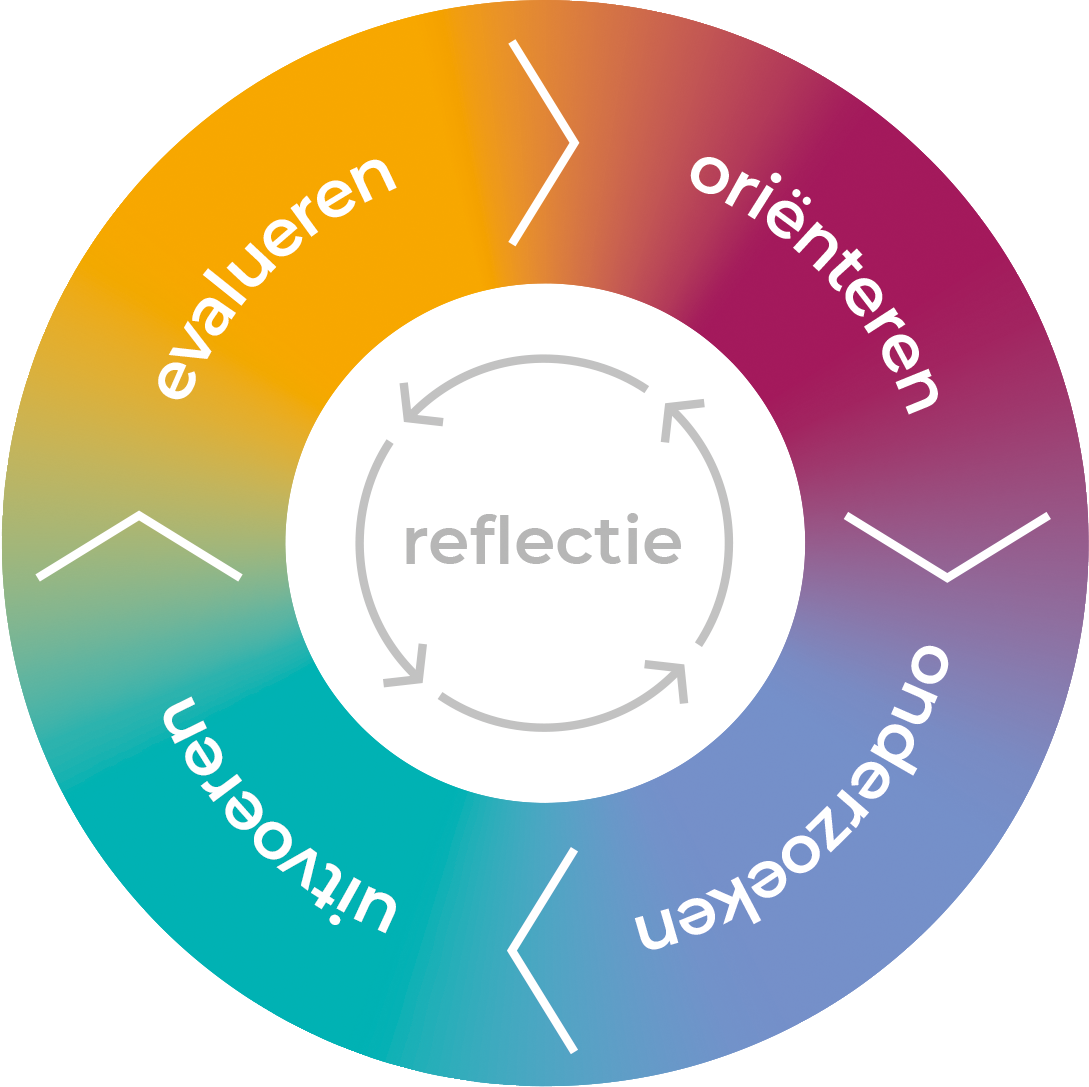 oriënteren
onderzoeken
uitvoeren
evalueren
reflectie